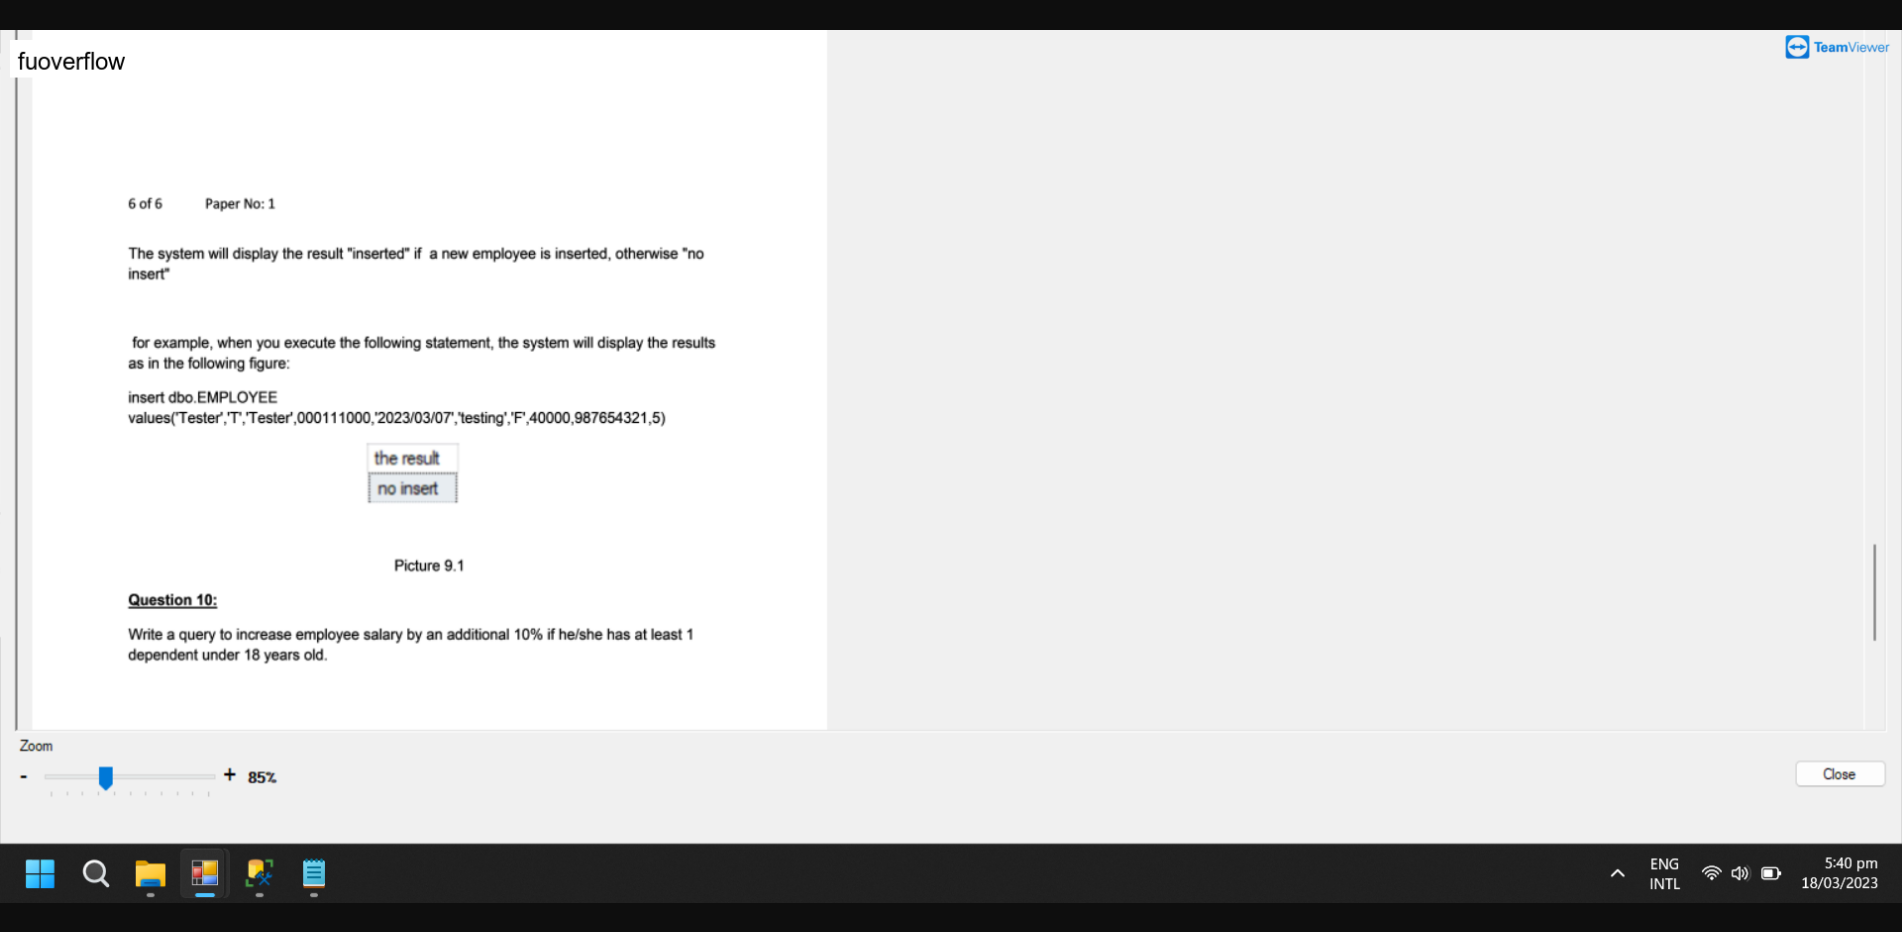 fuoverflow
TeamViewer
6 of 6 Paper No: 1
The system will display the result "inserted" if a new employee is inserted, otherwise "no
insert"
for example, when you execute the following statement, the system will display the results
as in the following figure:
insert dbo.EMPLOYEE
values('Tester','T','Tester',000111000,'2023/03/07','testing','F',40000,987654321,5)
the result
no insert
Picture 9.1
Question 10:
Write a query to increase employee salary by an additional 10% if he/she has at least 1
dependent under 18 years old.
Zoom
- + 85%
Close
ENG
INTL
5:40 pm
18/03/2023